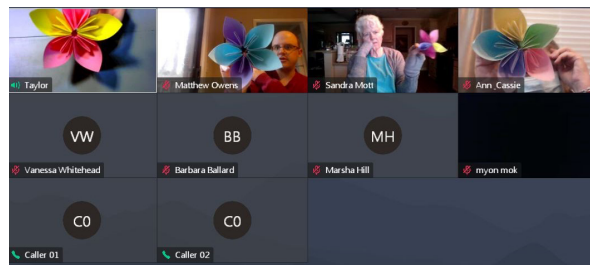 Taylor
Matthew Owens
Sandra Mott
Ann_Cassie
VW
BB
MH
Vanessa Whitehead
Barbara Ballard
Marsha Hill
myon mok
C0
C0
Caller 01
Caller 02